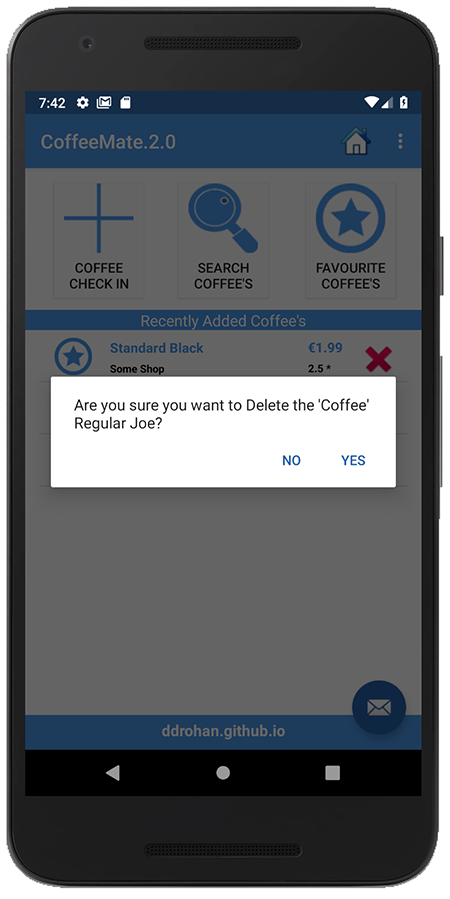 7:42
CoffeeMate.2.0
COFFEE
CHECK IN
SEARCH
COFFEE'S
FAVOURITE
COFFEE'S
Recently Added Coffee's
Standard Black
€1.99
Some Shop
2.5 *
Are you sure you want to Delete the 'Coffee'
Regular Joe?
NO
YES
ddrohan.github.io